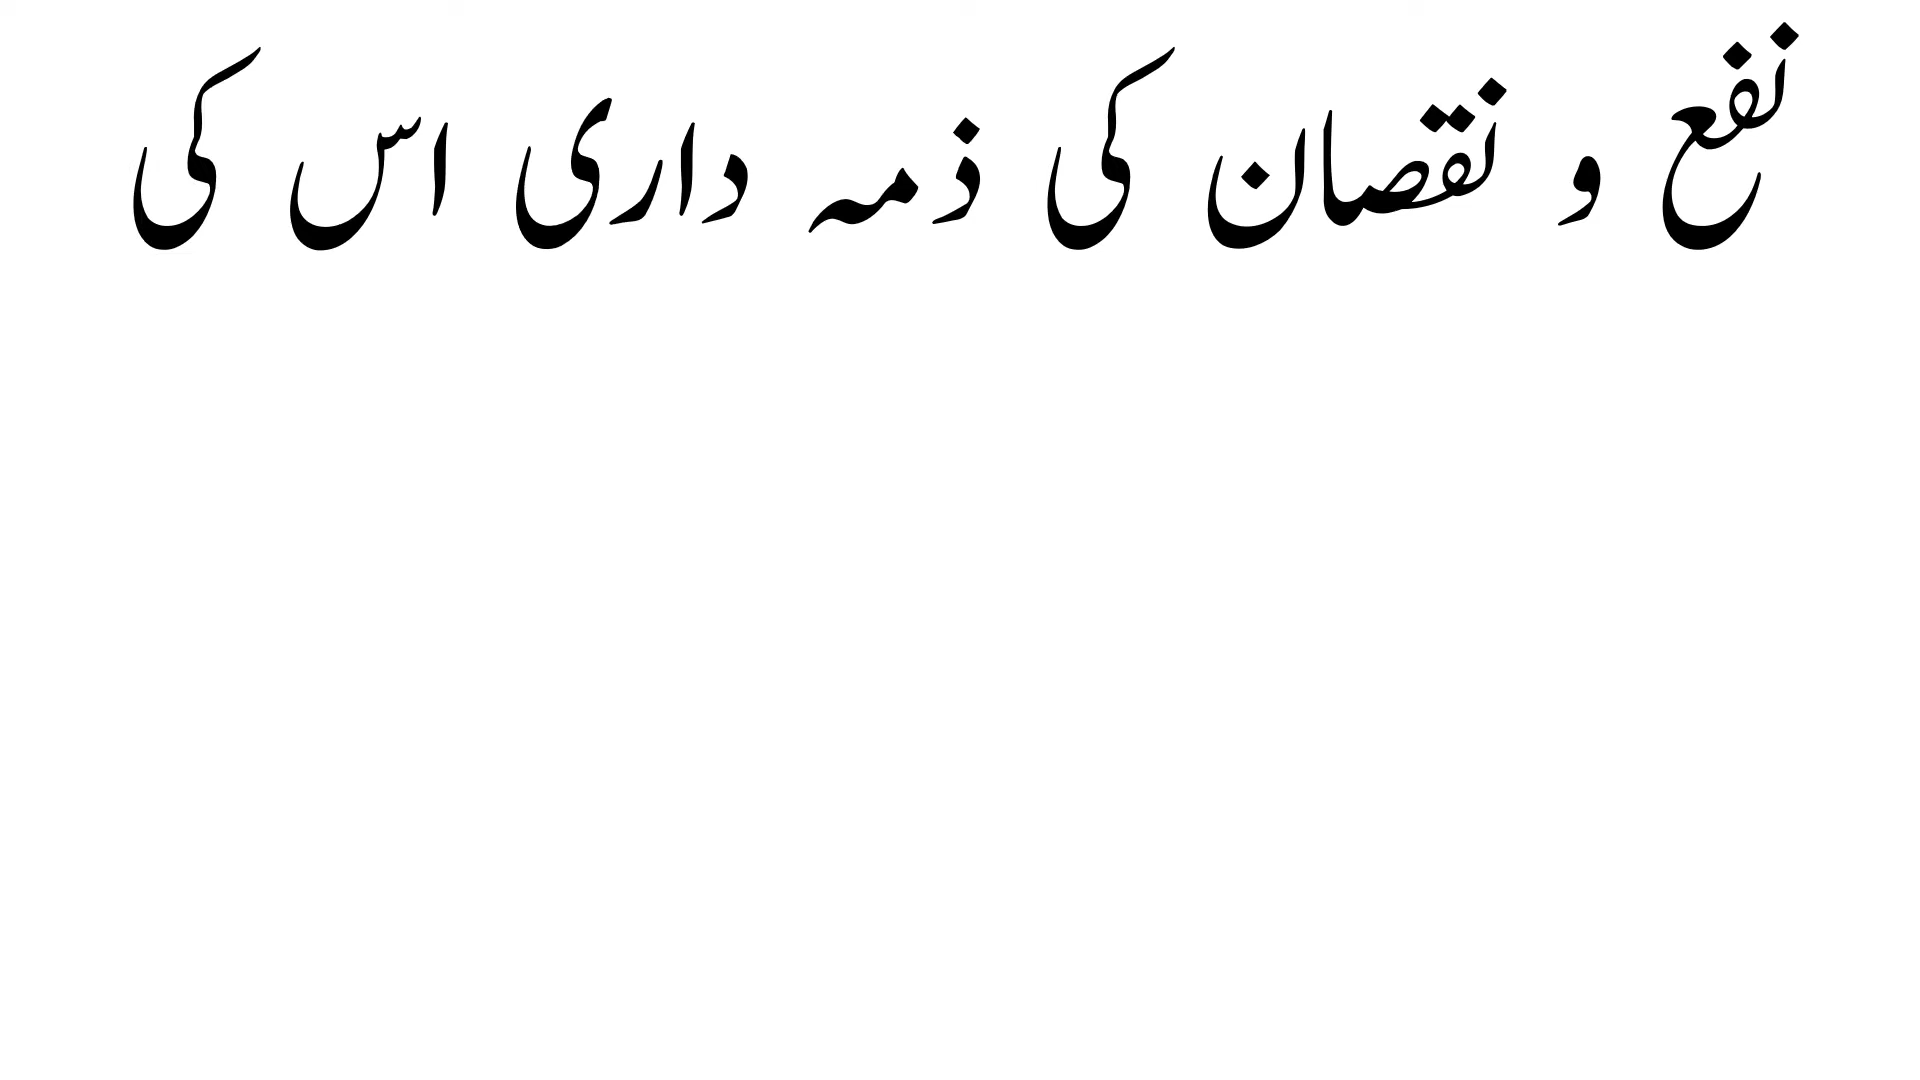 نفع و نقصان کی ذمہ داری اس کی